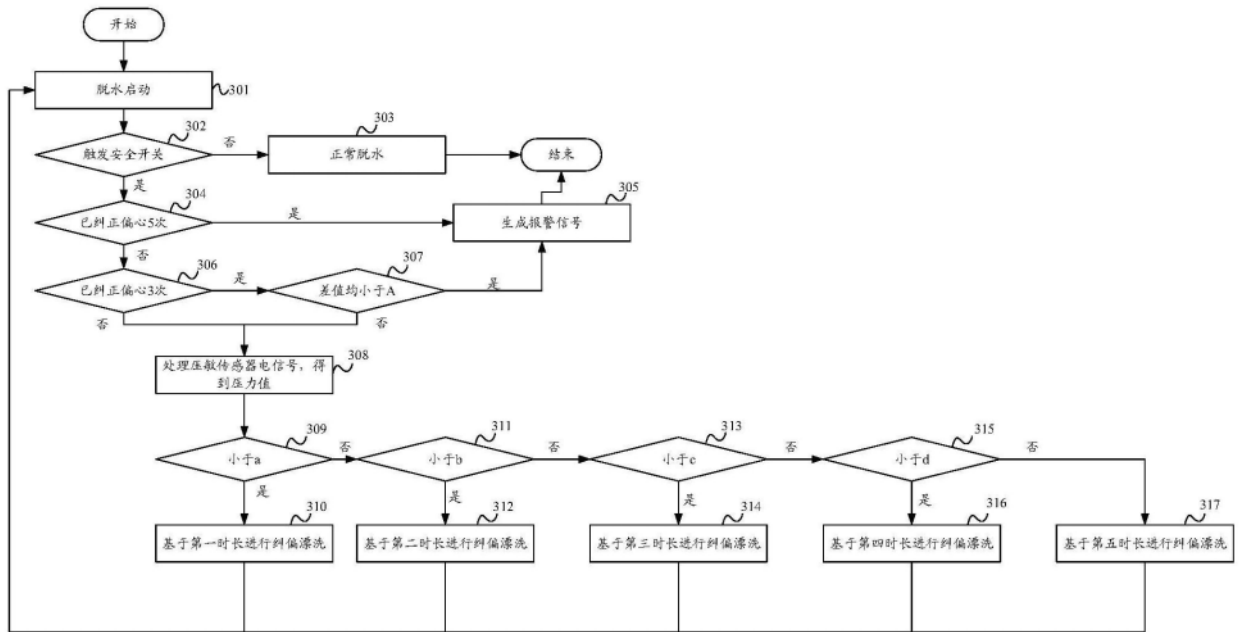 开始
脱水启动
301
302
触发安全开关
否
303
正常脱水
结束
是
304
已纠正偏心5次
是
305
生成报警信号
否
306
已纠正偏心3次
是
307
差值均小于A
是
否
否
处理压敏传感器电信号，得
到压力值
308
309
小于a
否
311
小于b
否
313
小于c
否
315
小于d
否
是
是
是
是
310
基于第一时长进行纠偏漂洗
312
基于第二时长进行纠偏漂洗
314
基于第三时长进行纠偏漂洗
316
基于第四时长进行纠偏漂洗
317
基于第五时长进行纠偏漂洗